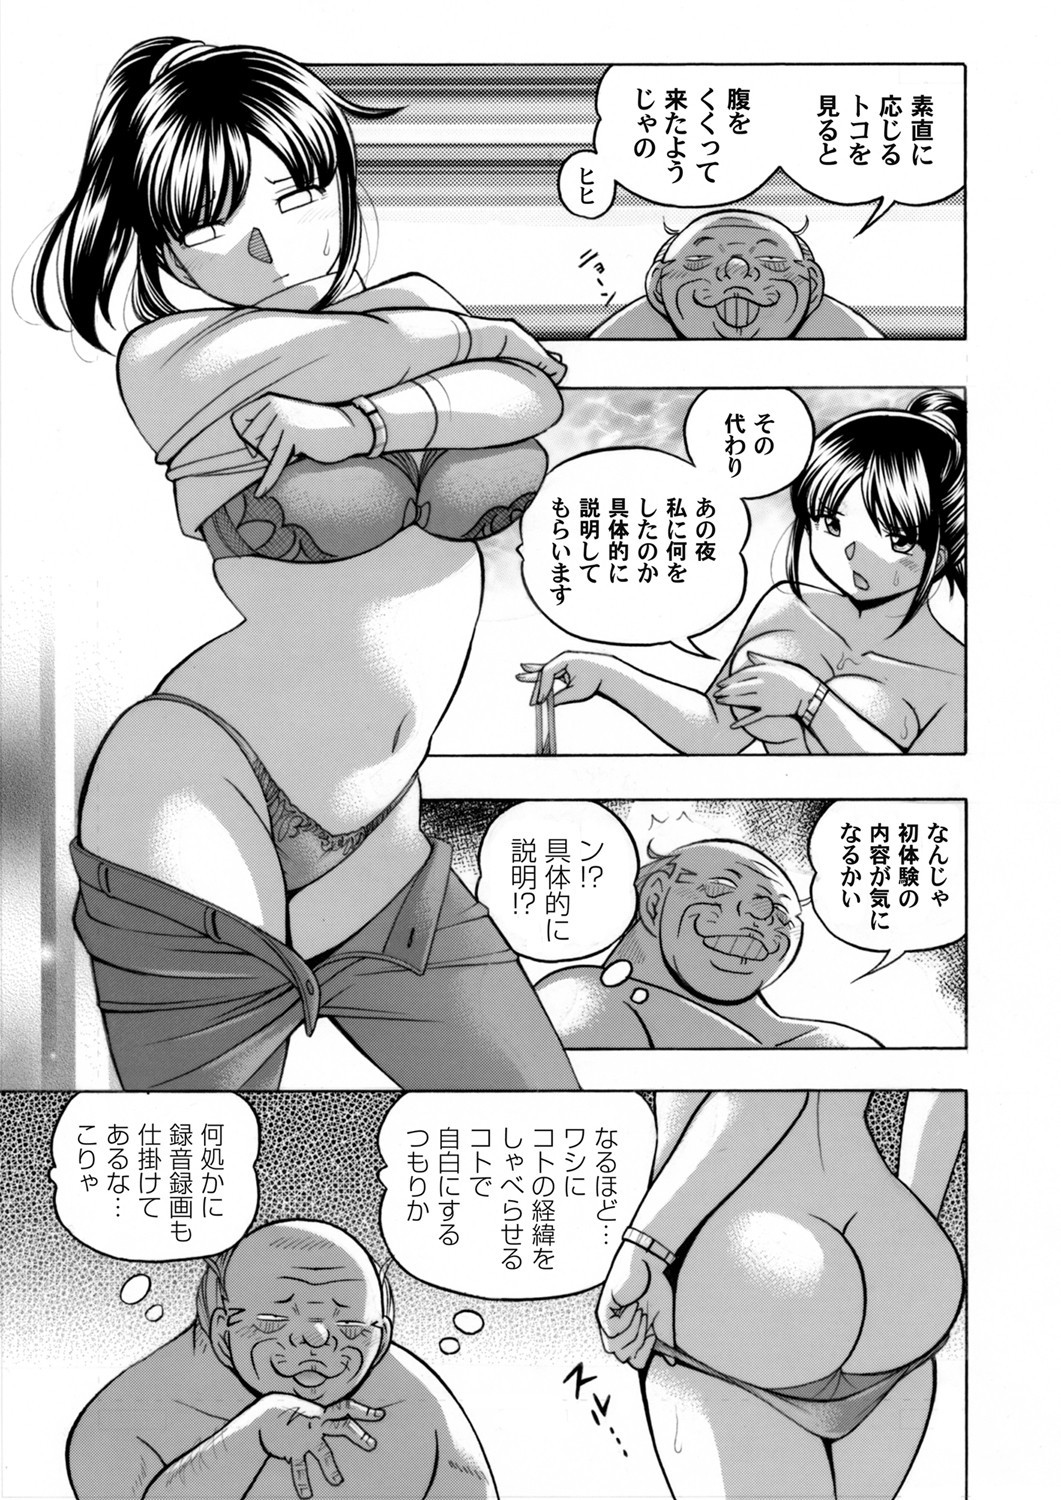 素直に
応じる
トコを
見ると
腹を
くくって
来たよう
じゃの
ヒヒ
ニョー…
その
代わり
あの夜
私に何を
したのか
具体的に
説明して
もらいます
なんじゃ
初体験の
内容が気に
なるかい
ン!?
具体的に
説明!?
なるほど…
ワシに
コトの経緯を
しゃべらせる
コトで
自白にする
つもりか
ズル…
何処かに
録音録画も
仕掛けて
あるな…
こりゃ